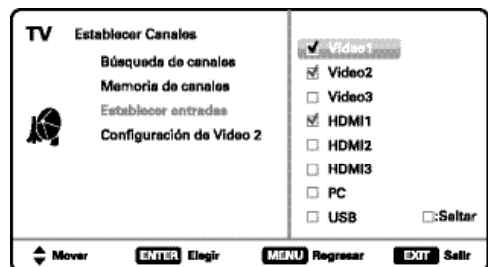 TV Establecer Canales
Búsqueda de canales
Memoria de canales
Establecer entradas
Configuración de Video 2
Video1
Video2
Video3
HDMI1
HDMI2
HDMI3
PC
USB
:Saltar
Mover ENTER Elegir MENU Regresar EXIT Salir